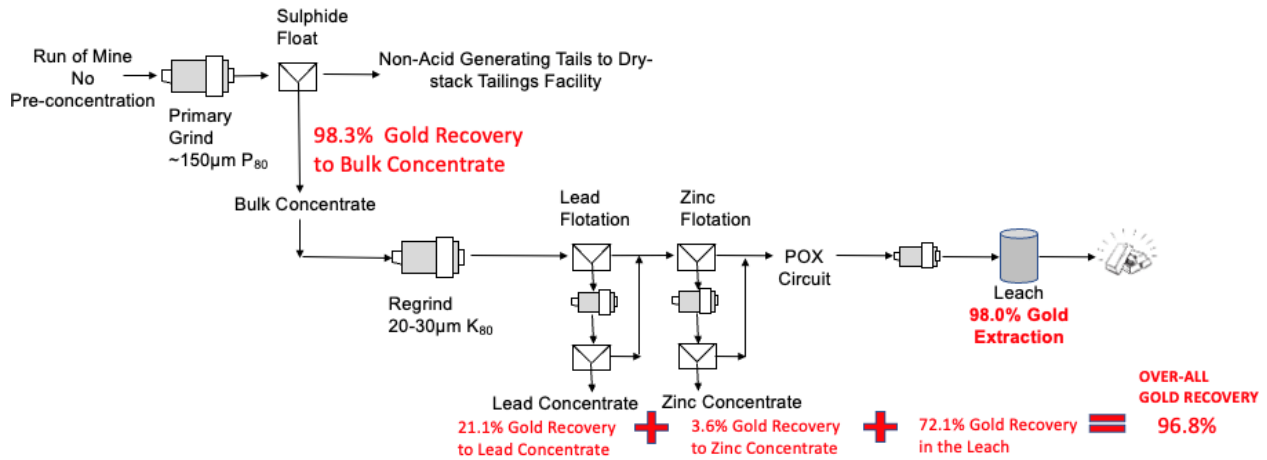 Run of Mine
No
Pre-concentration
Primary
Grind
~150µm P80
Sulphide
Float
Non-Acid Generating Tails to Dry-
stack Tailings Facility
98.3% Gold Recovery
to Bulk Concentrate
Bulk Concentrate
Regrind
20-30µm K80
Lead
Flotation
Zinc
Flotation
POX
Circuit
Leach
98.0% Gold
Extraction
Lead Concentrate
21.1% Gold Recovery
to Lead Concentrate
Zinc Concentrate
3.6% Gold Recovery
to Zinc Concentrate
72.1% Gold Recovery
in the Leach
OVER-ALL
GOLD RECOVERY
96.8%